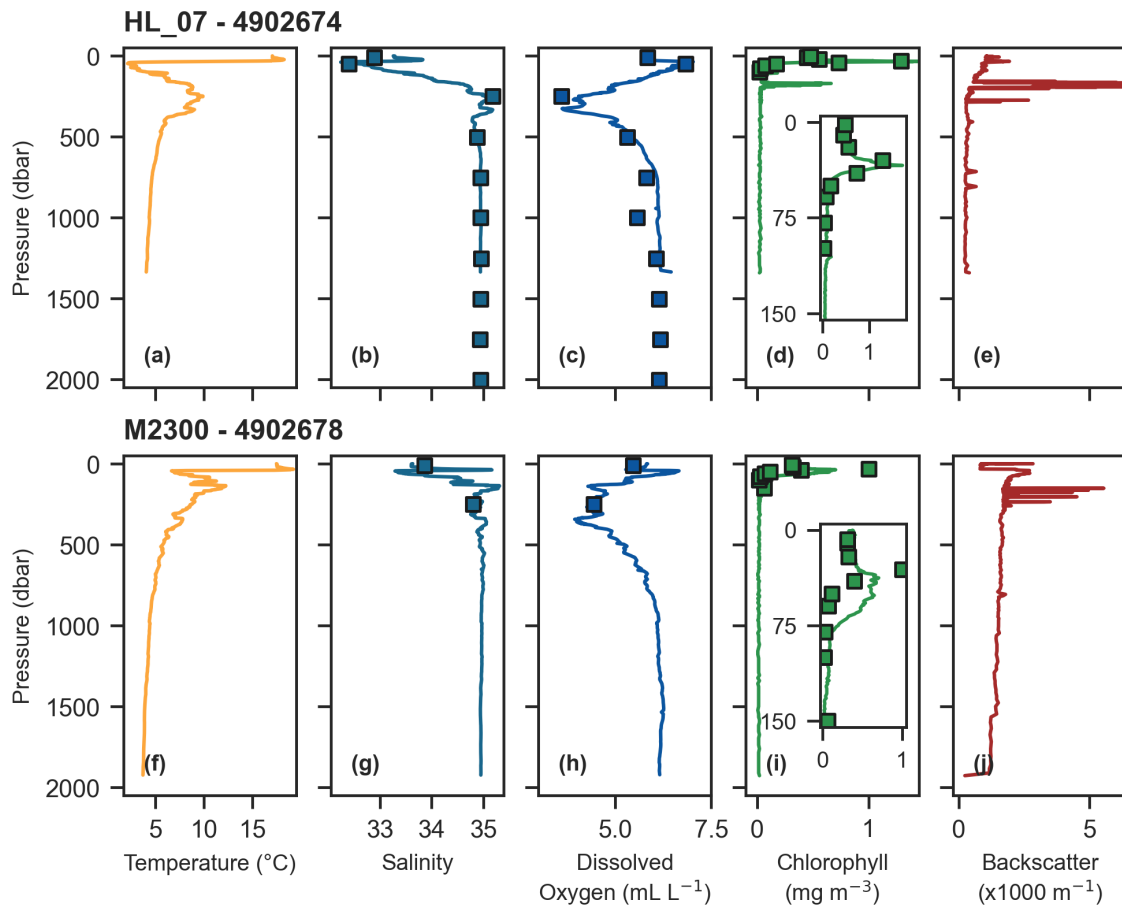 HL_07 - 4902674
0
500
1000
1500
2000
Pressure (dbar)
(a)
(b)
(c)
(d)
0
75
150
0 1
(e)
M2300 - 4902678
0
500
1000
1500
2000
Pressure (dbar)
(f)
(g)
(h)
(i)
0
75
150
0 1
(j)
5 10 15
33 34 35
5.0 7.5
0 1
0 5
Temperature (°C)
Salinity
Dissolved
Oxygen (mL L⁻¹)
Chlorophyll
(mg m⁻³)
Backscatter
(x1000 m⁻¹)